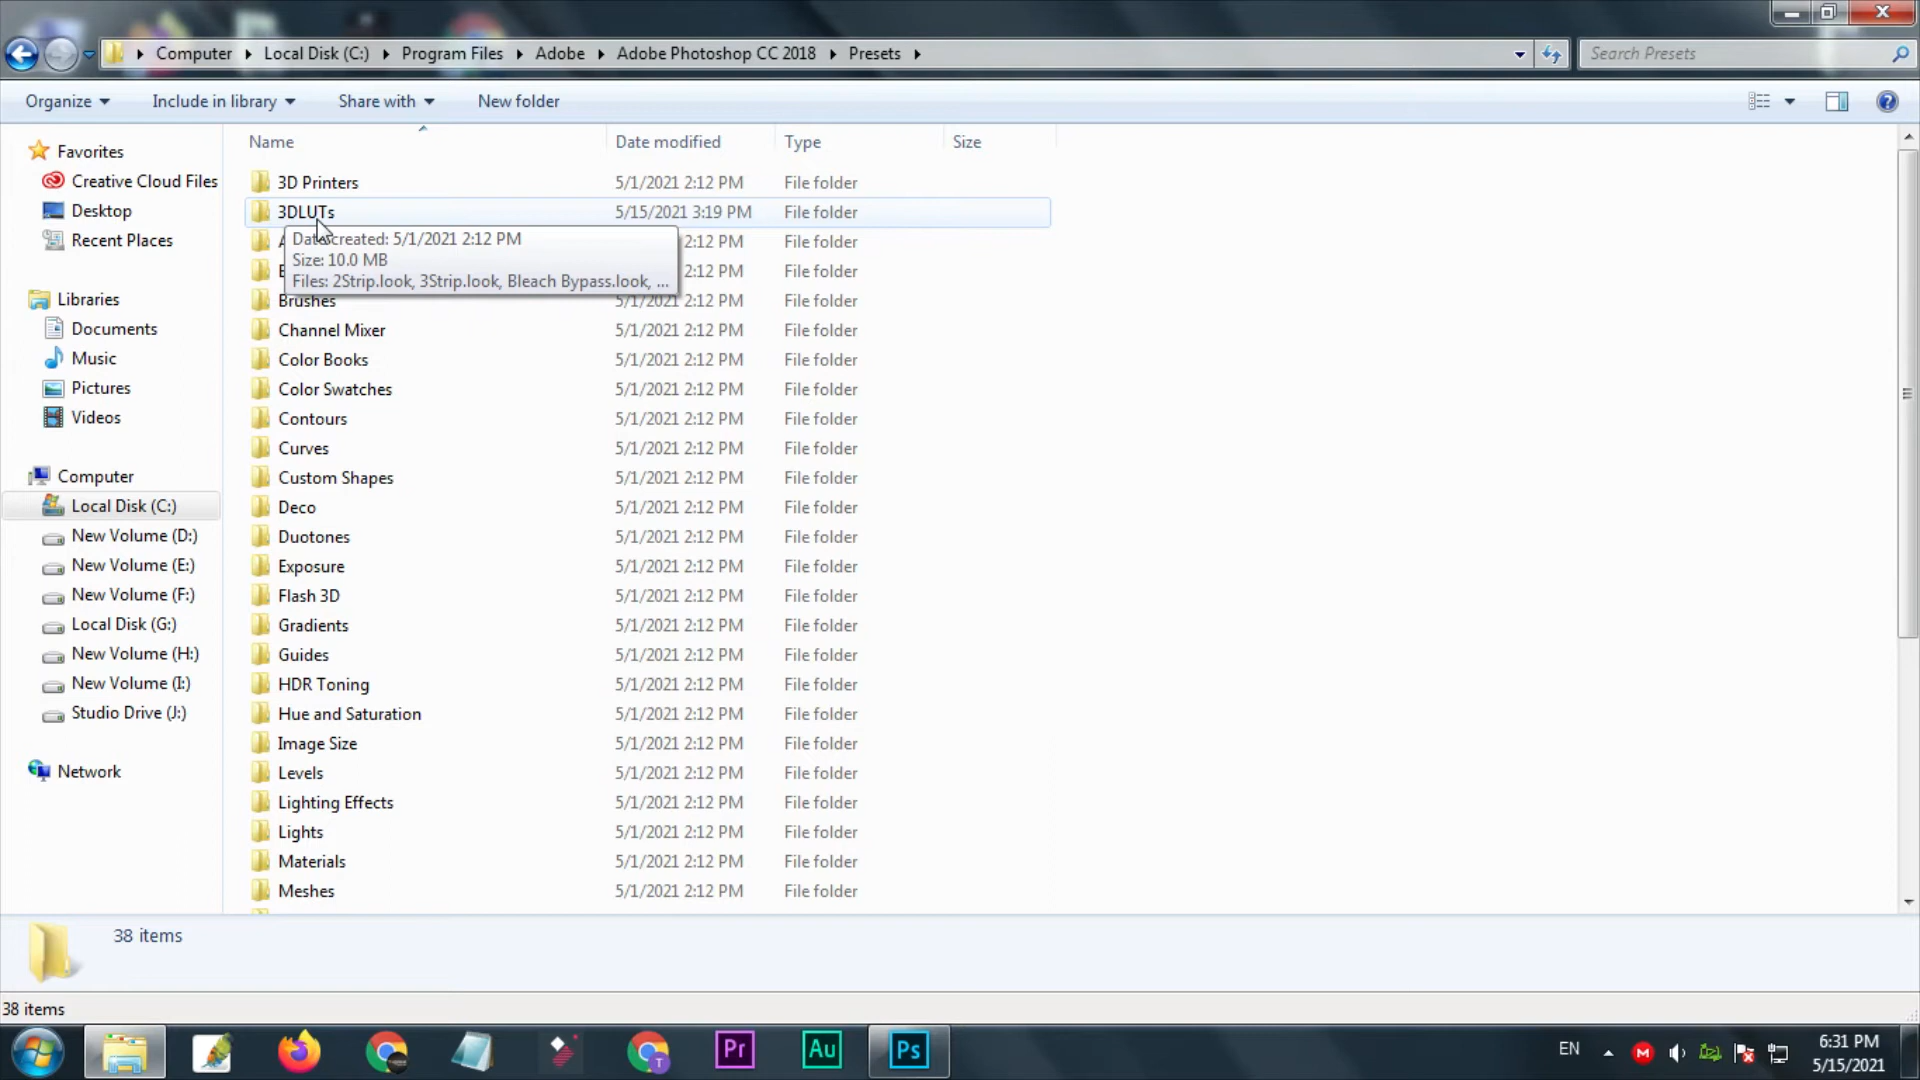 Computer Local Disk (C:) Program Files Adobe Adobe Photoshop CC 2018 Presets Search Presets
Organize Include in library Share with New folder
Favorites
Creative Cloud Files
Desktop
Recent Places
Libraries
Documents
Music
Pictures
Videos
Computer
Local Disk (C:)
New Volume (D:)
New Volume (E:)
New Volume (F:)
Local Disk (G:)
New Volume (H:)
New Volume (I:)
Studio Drive (J:)
Network
Name Date modified Type Size
3D Printers 5/1/2021 2:12 PM File folder
3DLUTs 5/15/2021 3:19 PM File folder
Date created: 5/1/2021 2:12 PM
Size: 10.0 MB
Files: 2Strip.look, 3Strip.look, Bleach Bypass.look, ...
2:12 PM File folder
2:12 PM File folder
Brushes 5/1/2021 2:12 PM File folder
Channel Mixer 5/1/2021 2:12 PM File folder
Color Books 5/1/2021 2:12 PM File folder
Color Swatches 5/1/2021 2:12 PM File folder
Contours 5/1/2021 2:12 PM File folder
Curves 5/1/2021 2:12 PM File folder
Custom Shapes 5/1/2021 2:12 PM File folder
Deco 5/1/2021 2:12 PM File folder
Duotones 5/1/2021 2:12 PM File folder
Exposure 5/1/2021 2:12 PM File folder
Flash 3D 5/1/2021 2:12 PM File folder
Gradients 5/1/2021 2:12 PM File folder
Guides 5/1/2021 2:12 PM File folder
HDR Toning 5/1/2021 2:12 PM File folder
Hue and Saturation 5/1/2021 2:12 PM File folder
Image Size 5/1/2021 2:12 PM File folder
Levels 5/1/2021 2:12 PM File folder
Lighting Effects 5/1/2021 2:12 PM File folder
Lights 5/1/2021 2:12 PM File folder
Materials 5/1/2021 2:12 PM File folder
Meshes 5/1/2021 2:12 PM File folder
38 items
38 items
T Pr Au Ps EN M 6:31 PM
5/15/2021